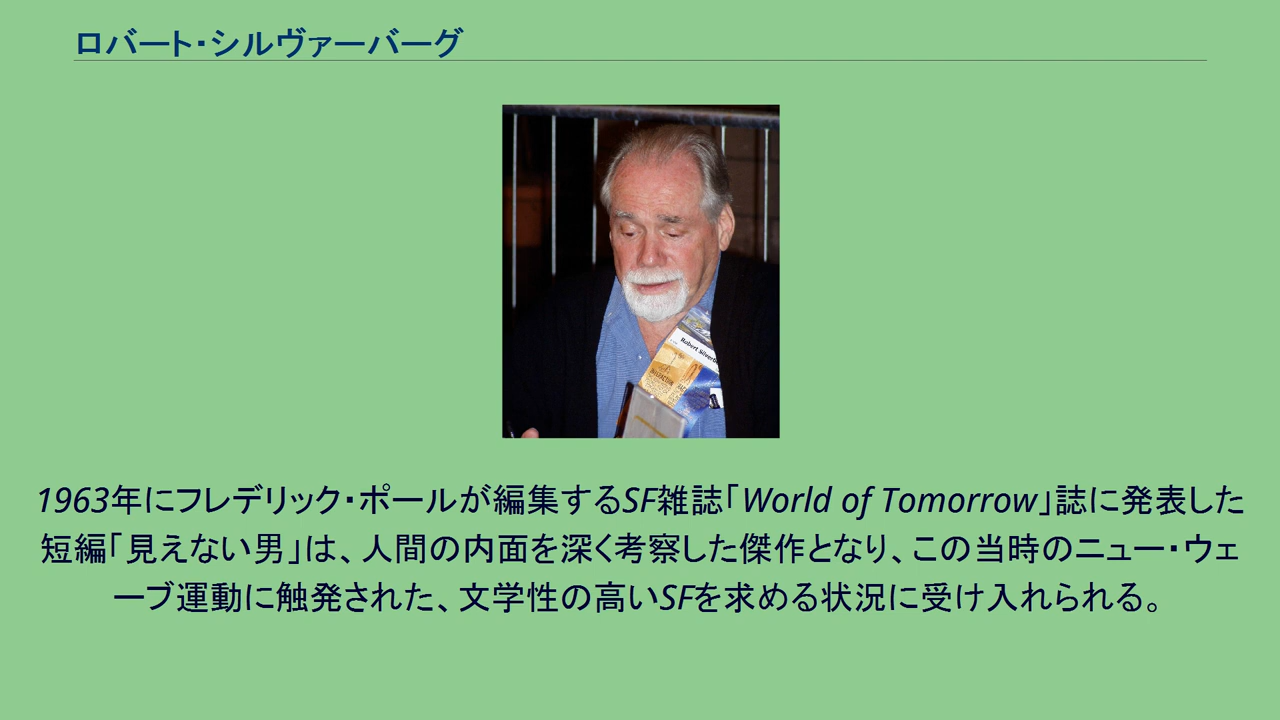 ロバート・シルヴァーバーグ
Robert Silverb
INTERACTION
1963年にフレデリック・ポールが編集するSF雑誌「World of Tomorrow」誌に発表した
短編「見えない男」は、人間の内面を深く考察した傑作となり、この当時のニュー・ウェ
ーブ運動に触発された、文学性の高いSFを求める状況に受け入れられる。